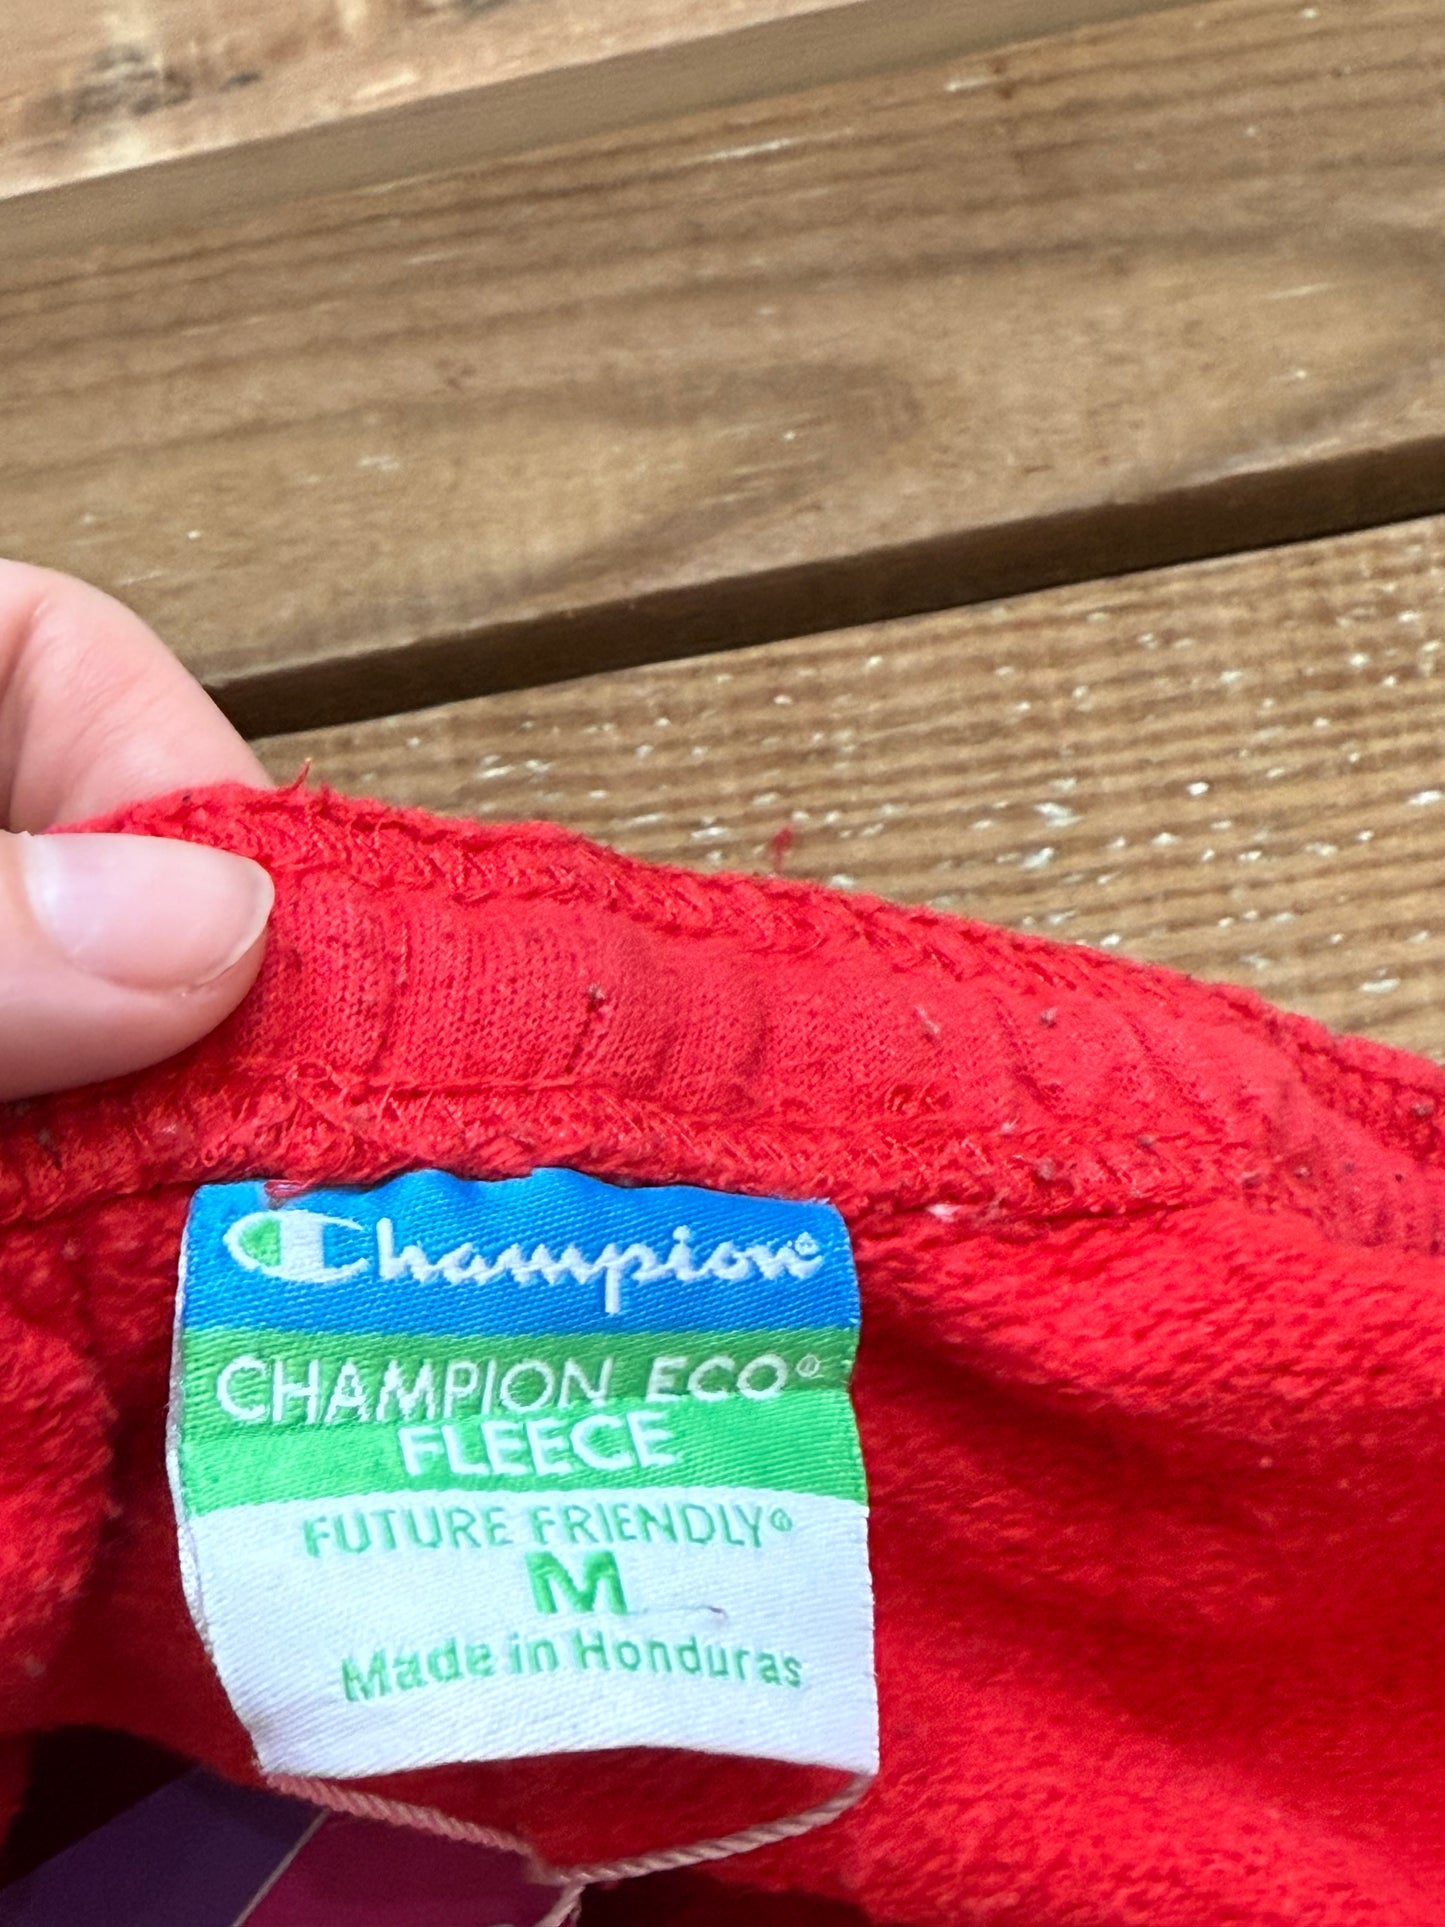 Champion®
CHAMPION ECO®
FLEECE
FUTURE FRIENDLY®
M
Made in Honduras